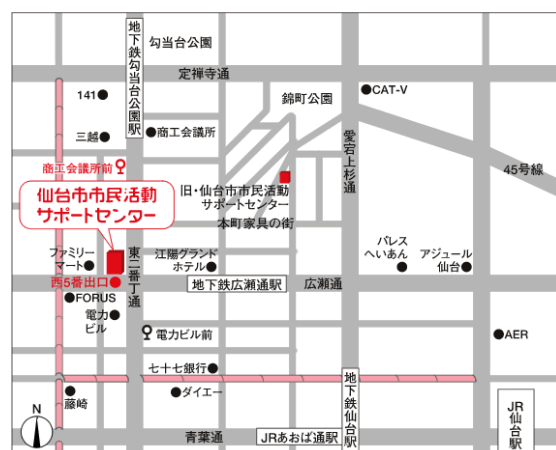 勾当台公園
地下鉄勾当台公園駅
定禅寺通
141
三越
商工会議所
錦町公園
CAT-V
愛宕上杉通
45号線
商工会議所前
仙台市市民活動
サポートセンター
旧・仙台市市民活動
サポートセンター
本町家具の街
ファミリー
マート
東二番丁通
江陽グランド
ホテル
パレス
へいあん
アジュール
仙台
西5番出口
地下鉄広瀬通駅
広瀬通
FORUS
電力
ビル
電力ビル前
AER
七十七銀行
ダイエー
藤崎
地下鉄仙台駅
JR仙台駅
N
青葉通
JRあおば通駅